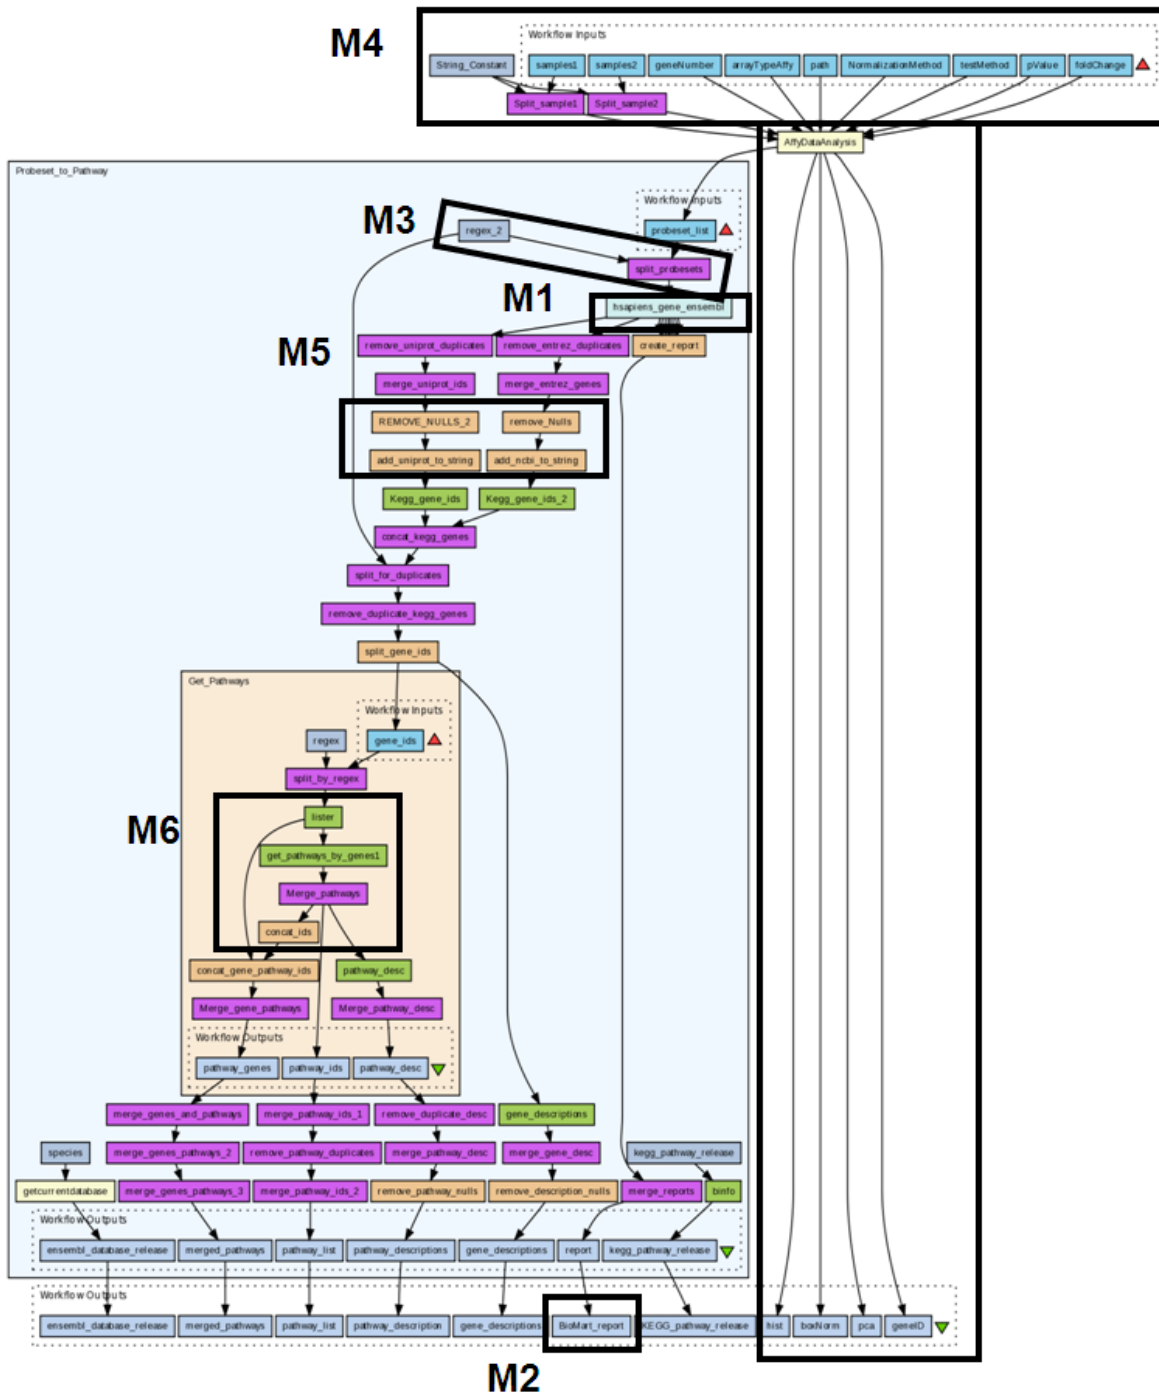 M4
Workflow Inputs
String_Constant samples1 samples2 geneNumber arrayTypeAffy path NormalizationMethod testMethod pValue foldChange
Split_sample1 Split_sample2
AffyDataAnalysis
Probeset_to_Pathway
Workflow Inputs
M3
regex_2 probeset_list
split_probesets
M1
hsapiens_gene_ensembl
M5
remove_uniprot_duplicates remove_entrez_duplicates create_report
merge_uniprot_ids merge_entrez_genes
REMOVE_NULLS_2 remove_Nulls
add_uniprot_to_string add_ncbi_to_string
Kegg_gene_ids Kegg_gene_ids_2
concat_kegg_genes
split_for_duplicates
remove_duplicate_kegg_genes
split_gene_ids
Get_Pathways
Workflow Inputs
regex gene_ids
split_by_regex
M6
lister
get_pathways_by_genes1
Merge_pathways
concat_ids
concat_gene_pathway_ids pathway_desc
Merge_gene_pathways Merge_pathway_desc
Workflow Outputs
pathway_genes pathway_ids pathway_desc
merge_genes_and_pathways merge_pathway_ids_1 remove_duplicate_desc gene_descriptions
species merge_genes_pathways_2 remove_pathway_duplicates merge_pathway_desc merge_gene_desc kegg_pathway_release
getcurrentdatabase merge_genes_pathways_3 merge_pathway_ids_2 remove_pathway_nulls remove_description_nulls merge_reports binfo
Workflow Outputs
ensembl_database_release merged_pathways pathway_list pathway_descriptions gene_descriptions report kegg_pathway_release
Workflow Outputs
ensembl_database_release merged_pathways pathway_list pathway_description gene_descriptions BioMart_report KEGG_pathway_release hist boxNorm pca geneID
M2